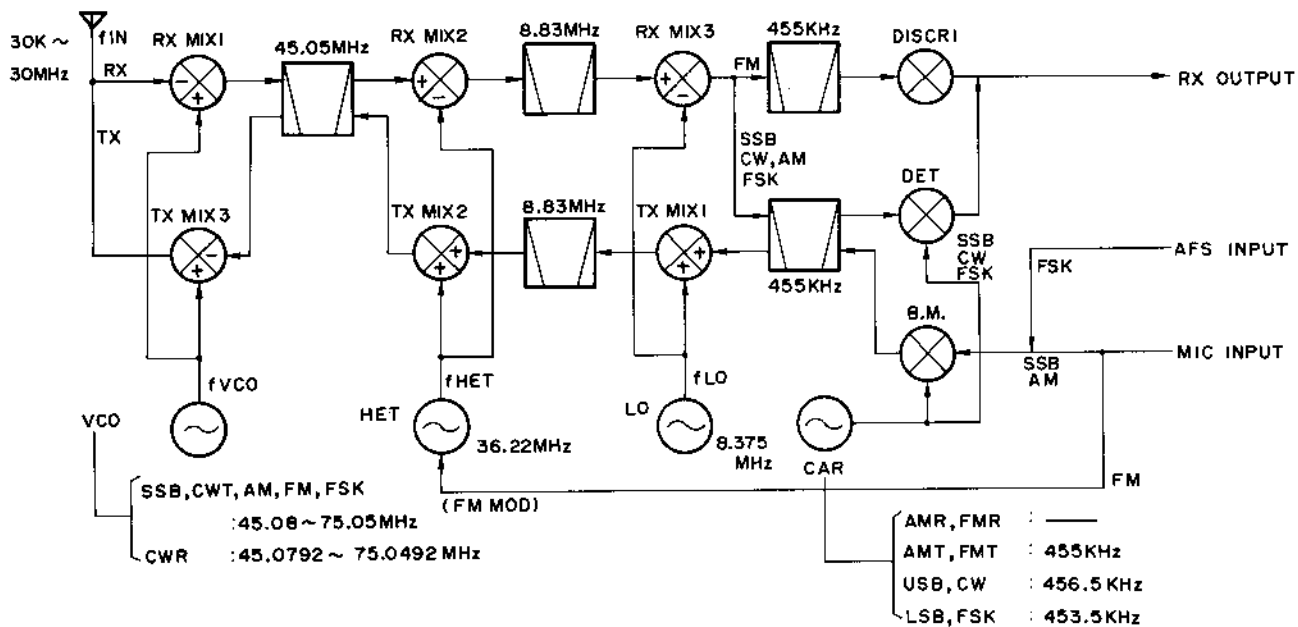 30K ~
30MHz
fIN
RX
TX
RX MIX1
45.05MHz
RX MIX2
8.83MHz
RX MIX3
FM
455KHz
DISCRI
RX OUTPUT
SSB
CW, AM
FSK
DET
SSB
CW
FSK
TX MIX3
TX MIX2
8.83MHz
TX MIX1
455KHz
AFS INPUT
FSK
B.M.
MIC INPUT
SSB
AM
fVCO
fHET
fLO
VCO
HET
36.22MHz
LO
8.375
MHz
CAR
FM
(FM MOD)
SSB, CWT, AM, FM, FSK
:45.08~75.05MHz
CWR :45.0792~ 75.0492 MHz
AMR, FMR : ——
AMT, FMT : 455KHz
USB, CW : 456.5KHz
LSB, FSK : 453.5KHz